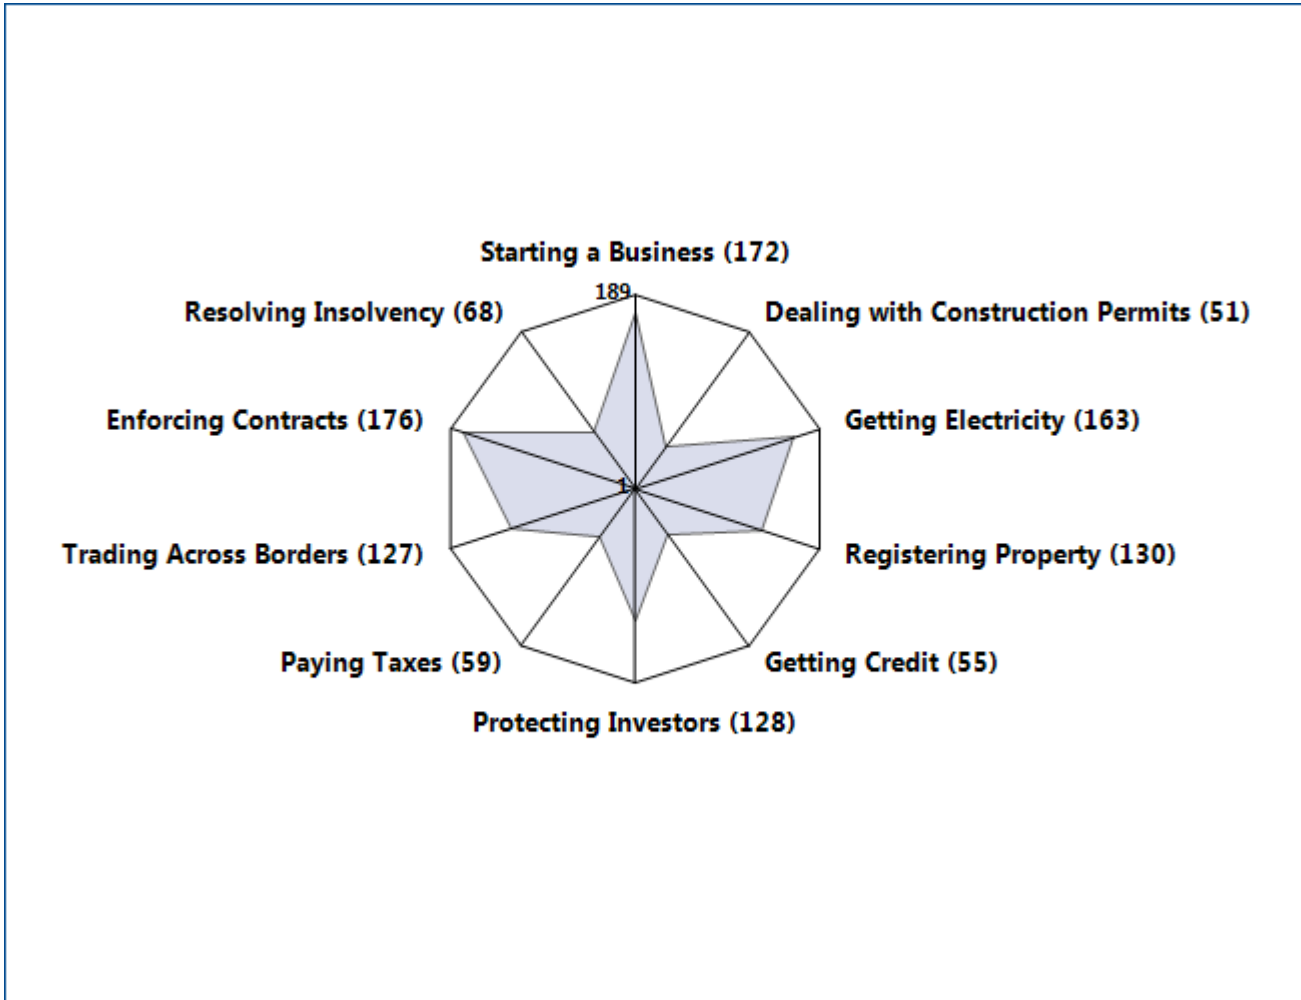 Starting a Business (172)
189
Resolving Insolvency (68)
Dealing with Construction Permits (51)
Enforcing Contracts (176)
Getting Electricity (163)
1
Trading Across Borders (127)
Registering Property (130)
Paying Taxes (59)
Getting Credit (55)
Protecting Investors (128)